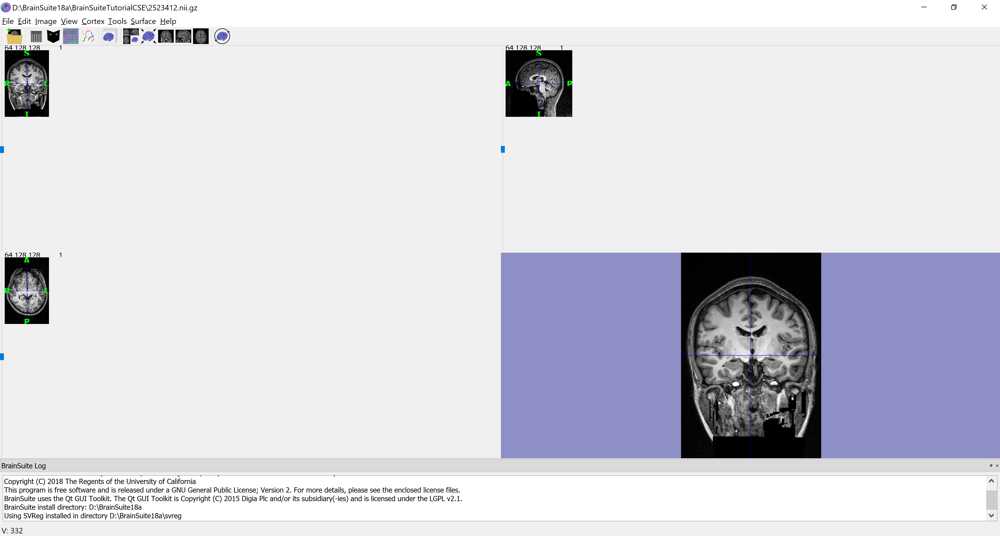 D:\BrainSuite18a\BrainSuiteTutorialCSE\2523412.nii.gz
File Edit Image View Cortex Tools Surface Help
64 128 128 1
S
R L
I
64 128 128 1
S
A P
I
64 128 128 1
A
R L
P
BrainSuite Log
Copyright (C) 2018 The Regents of the University of California
This program is free software and is released under a GNU General Public License; Version 2. For more details, please see the enclosed license files.
BrainSuite uses the Qt GUI Toolkit. The Qt GUI Toolkit is Copyright (C) 2015 Digia Plc and/or its subsidiary(-ies) and is licensed under the LGPL v2.1.
BrainSuite install directory: D:\BrainSuite18a
Using SVReg installed in directory D:\BrainSuite18a\svreg
V: 332